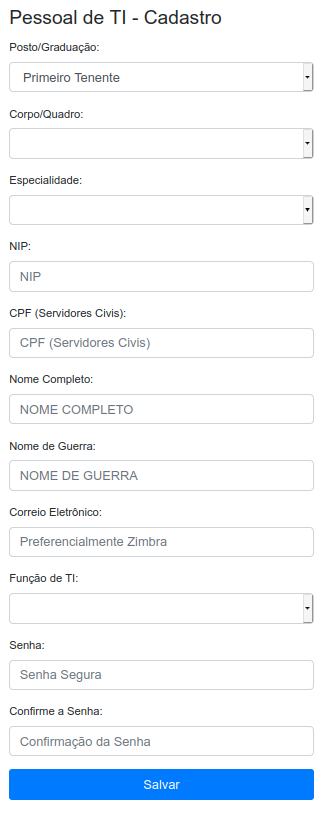 Pessoal de TI - Cadastro
Posto/Graduação:
Primeiro Tenente
Corpo/Quadro:
Especialidade:
NIP:
NIP
CPF (Servidores Civis):
CPF (Servidores Civis)
Nome Completo:
NOME COMPLETO
Nome de Guerra:
NOME DE GUERRA
Correio Eletrônico:
Preferencialmente Zimbra
Função de TI:
Senha:
Senha Segura
Confirme a Senha:
Confirmação da Senha
Salvar